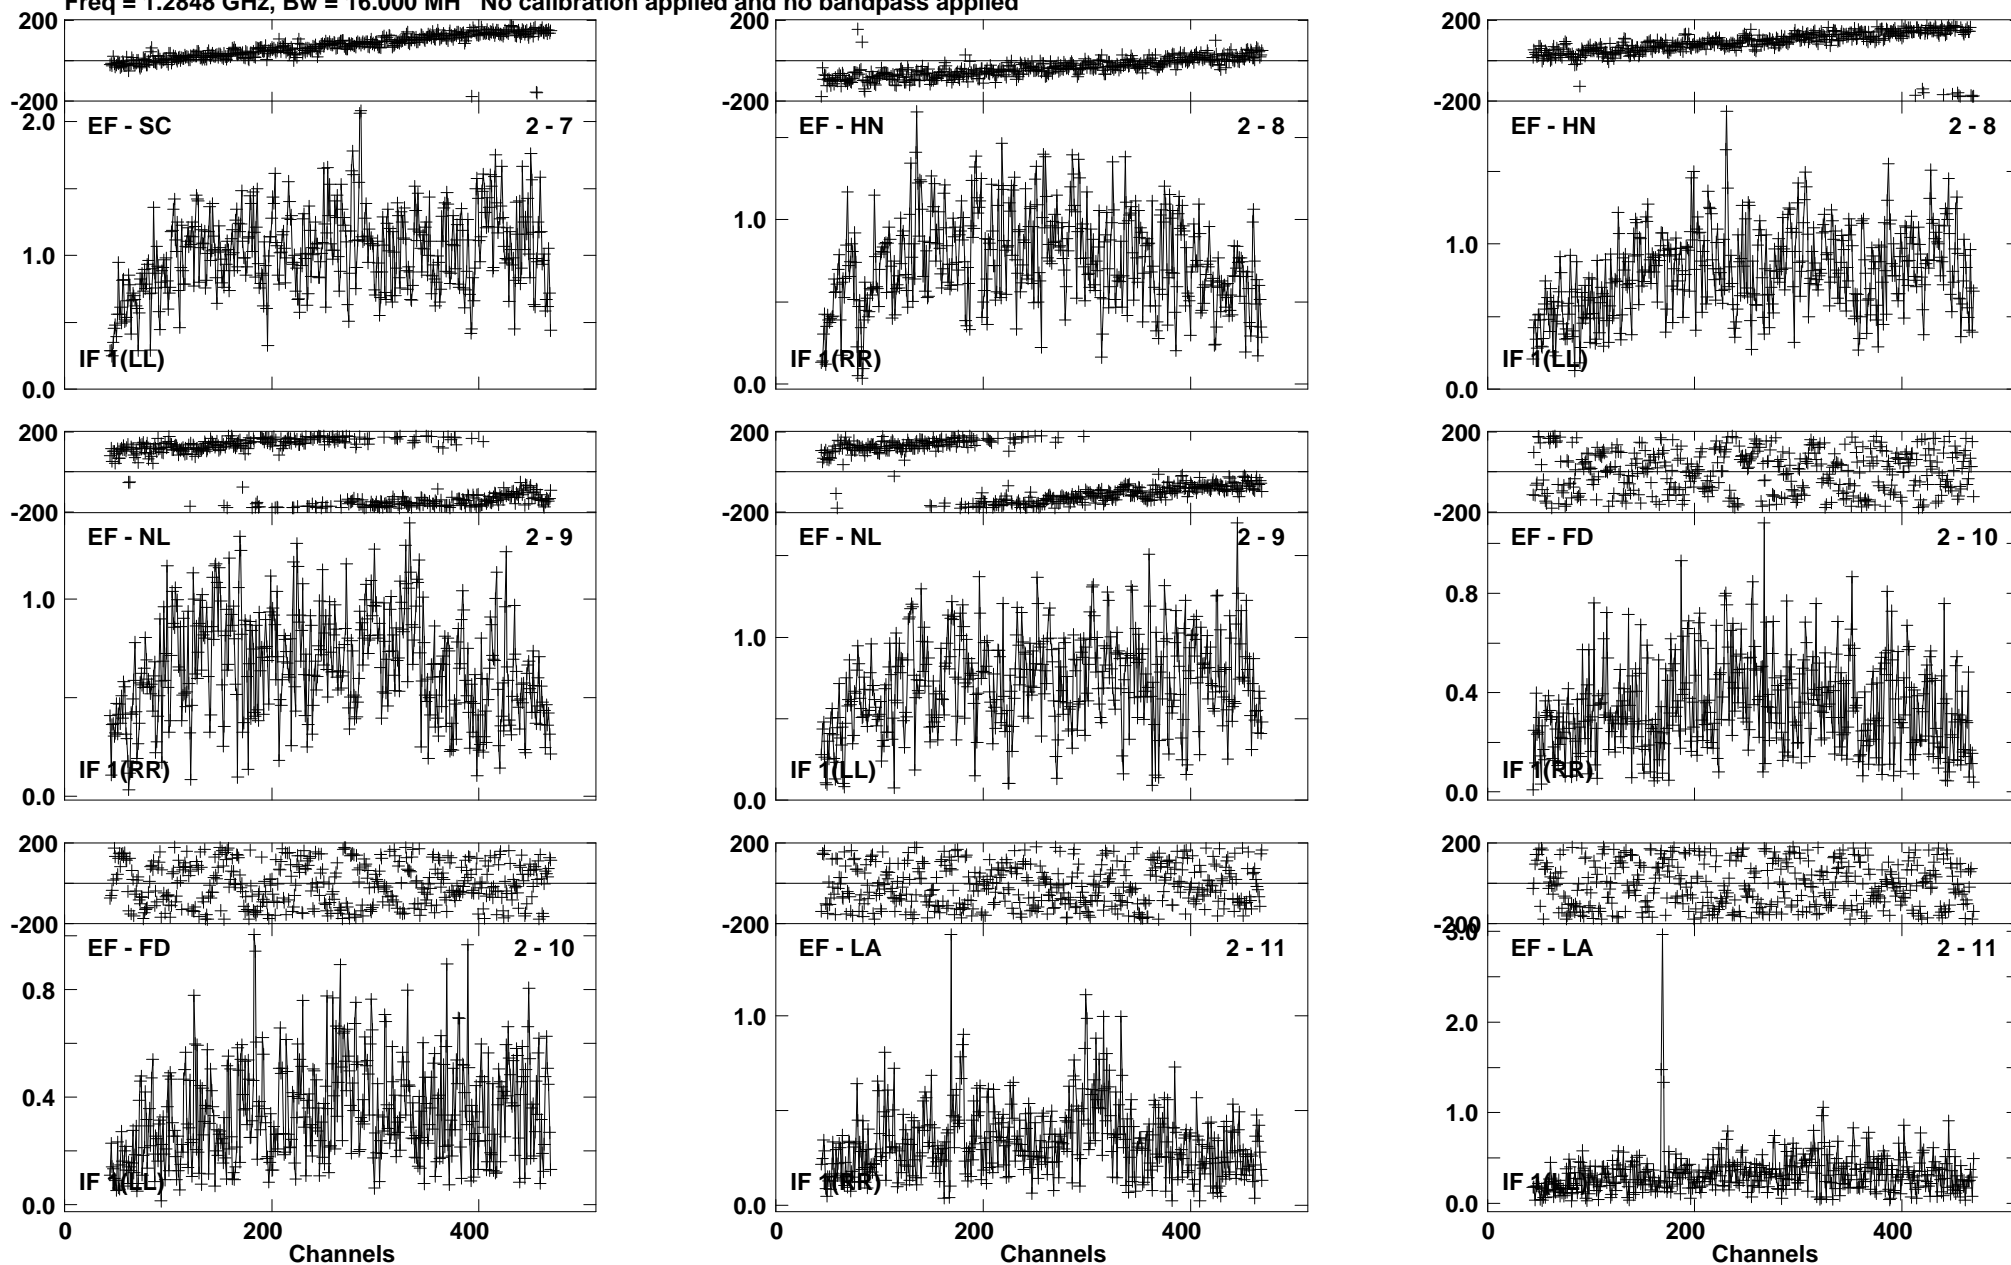 Freq = 1.2848 GHz, Bw = 16.000 MH No calibration applied and no bandpass applied
200
-200
2.0
1.0
0.0
EF - SC 2 - 7
IF 1(LL)
200
-200
1.0
0.0
EF - HN 2 - 8
IF 1(RR)
200
-200
1.0
0.0
EF - HN 2 - 8
IF 1(LL)
200
-200
1.0
0.0
EF - NL 2 - 9
IF 1(RR)
200
-200
1.0
0.0
EF - NL 2 - 9
IF 1(LL)
200
-200
0.8
0.4
0.0
EF - FD 2 - 10
IF 1(RR)
200
-200
0.8
0.4
0.0
EF - FD 2 - 10
IF 1(LL)
0 200 400
Channels
200
-200
1.0
0.0
EF - LA 2 - 11
IF 1(RR)
0 200 400
Channels
200
-200
3.0
2.0
1.0
0.0
EF - LA 2 - 11
IF 1(LL)
0 200 400
Channels